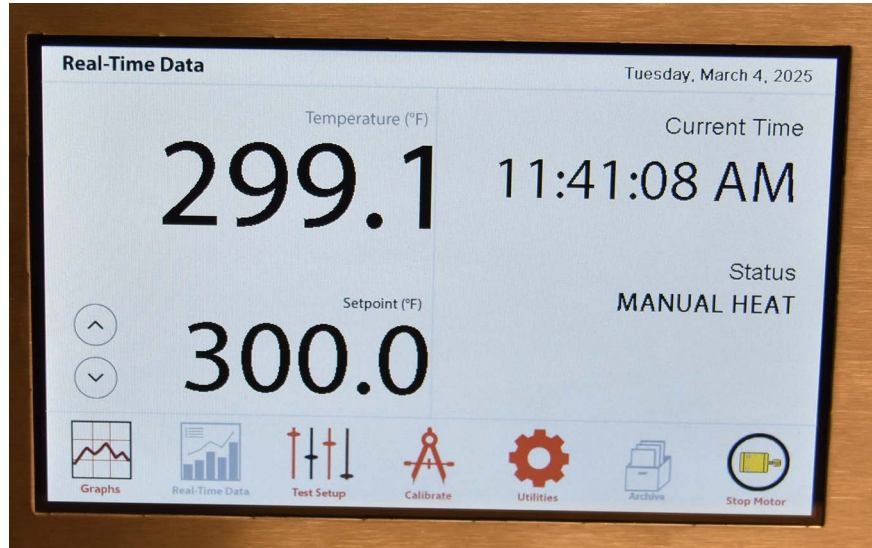 Real-Time Data
Tuesday, March 4, 2025
Temperature (°F)
299.1
Current Time
11:41:08 AM
Status
MANUAL HEAT
Setpoint (°F)
300.0
Graphs
Real-Time Data
Test Setup
Calibrate
Utilities
Archive
Stop Motor